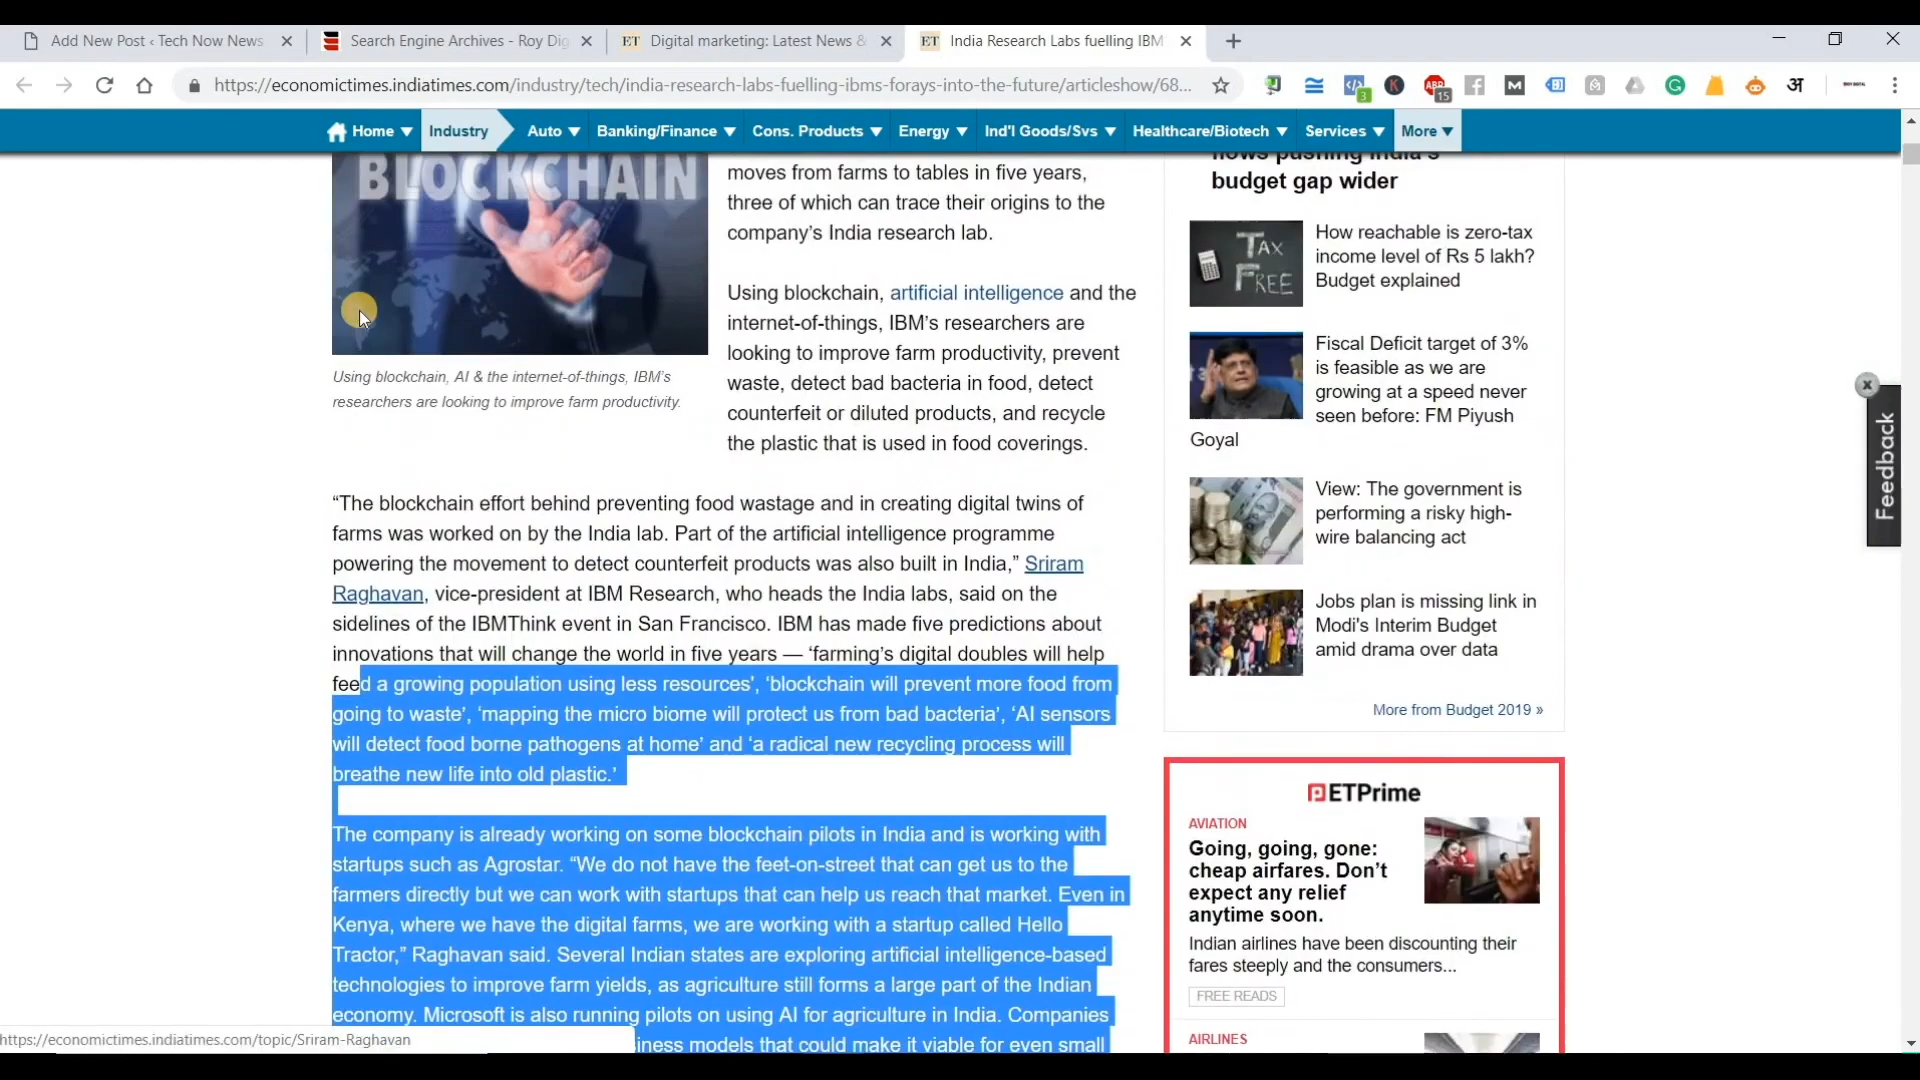 Add New Post ‹ Tech Now News
Search Engine Archives - Roy Dig
ET Digital marketing: Latest News &
ET India Research Labs fuelling IBM
https://economictimes.indiatimes.com/industry/tech/india-research-labs-fuelling-ibms-forays-into-the-future/articleshow/68...
Home Industry Auto Banking/Finance Cons. Products Energy Ind'l Goods/Svs Healthcare/Biotech Services More
BLOCKCHAIN
moves from farms to tables in five years,
three of which can trace their origins to the
company’s India research lab.
Using blockchain, artificial intelligence and the
internet-of-things, IBM’s researchers are
looking to improve farm productivity, prevent
waste, detect bad bacteria in food, detect
counterfeit or diluted products, and recycle
the plastic that is used in food coverings.
Using blockchain, AI & the internet-of-things, IBM's
researchers are looking to improve farm productivity.
“The blockchain effort behind preventing food wastage and in creating digital twins of
farms was worked on by the India lab. Part of the artificial intelligence programme
powering the movement to detect counterfeit products was also built in India,” Sriram
Raghavan, vice-president at IBM Research, who heads the India labs, said on the
sidelines of the IBMThink event in San Francisco. IBM has made five predictions about
innovations that will change the world in five years — ‘farming’s digital doubles will help
feed a growing population using less resources’, ‘blockchain will prevent more food from
going to waste’, ‘mapping the micro biome will protect us from bad bacteria’, ‘AI sensors
will detect food borne pathogens at home’ and ‘a radical new recycling process will
breathe new life into old plastic.’
The company is already working on some blockchain pilots in India and is working with
startups such as Agrostar. “We do not have the feet-on-street that can get us to the
farmers directly but we can work with startups that can help us reach that market. Even in
Kenya, where we have the digital farms, we are working with a startup called Hello
Tractor,” Raghavan said. Several Indian states are exploring artificial intelligence-based
technologies to improve farm yields, as agriculture still forms a large part of the Indian
economy. Microsoft is also running pilots on using AI for agriculture in India. Companies
iness models that could make it viable for even small
https://economictimes.indiatimes.com/topic/Sriram-Raghavan
flows pushing India's
budget gap wider
TAX
FREE
How reachable is zero-tax
income level of Rs 5 lakh?
Budget explained
Fiscal Deficit target of 3%
is feasible as we are
growing at a speed never
seen before: FM Piyush
Goyal
View: The government is
performing a risky high-
wire balancing act
Jobs plan is missing link in
Modi's Interim Budget
amid drama over data
More from Budget 2019 »
ETPrime
AVIATION
Going, going, gone:
cheap airfares. Don’t
expect any relief
anytime soon.
Indian airlines have been discounting their
fares steeply and the consumers...
FREE READS
AIRLINES
Feedback
3
K
ABP
15
M
अ